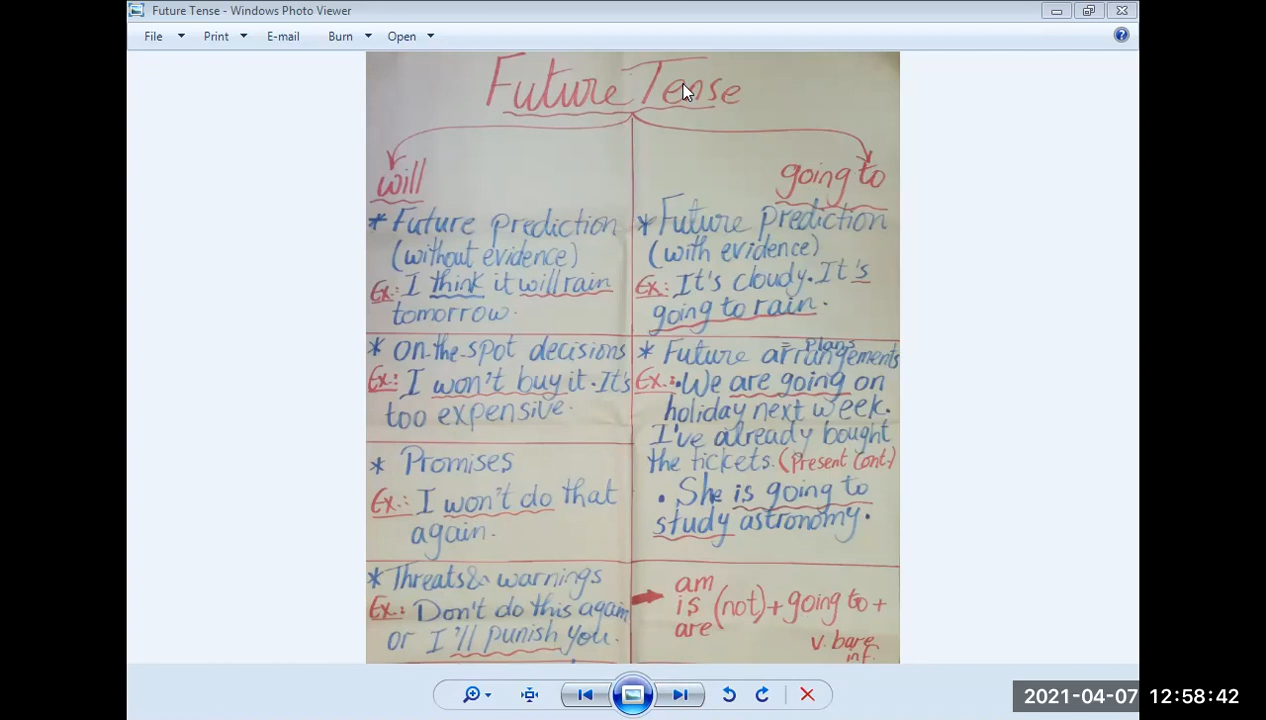 Future Tense - Windows Photo Viewer
File Print E-mail Burn Open
Future Tense
will
* Future prediction
(without evidence)
Ex.: I think it will rain
tomorrow.
* On-the-spot decisions
Ex.: I won't buy it. It's
too expensive.
* Promises
Ex.: I won't do that
again.
* Threats & warnings
Ex.: Don't do this again
or I'll punish you.
going to
* Future prediction
(with evidence)
Ex.: It's cloudy. It's
going to rain.
= Plans
* Future arrangements
Ex.: • We are going on
holiday next week.
I've already bought
the tickets. (Present Cont.)
• She is going to
study astronomy.
am
is (not) + going to +
are
v. bare
inf.
2021-04-07 12:58:42